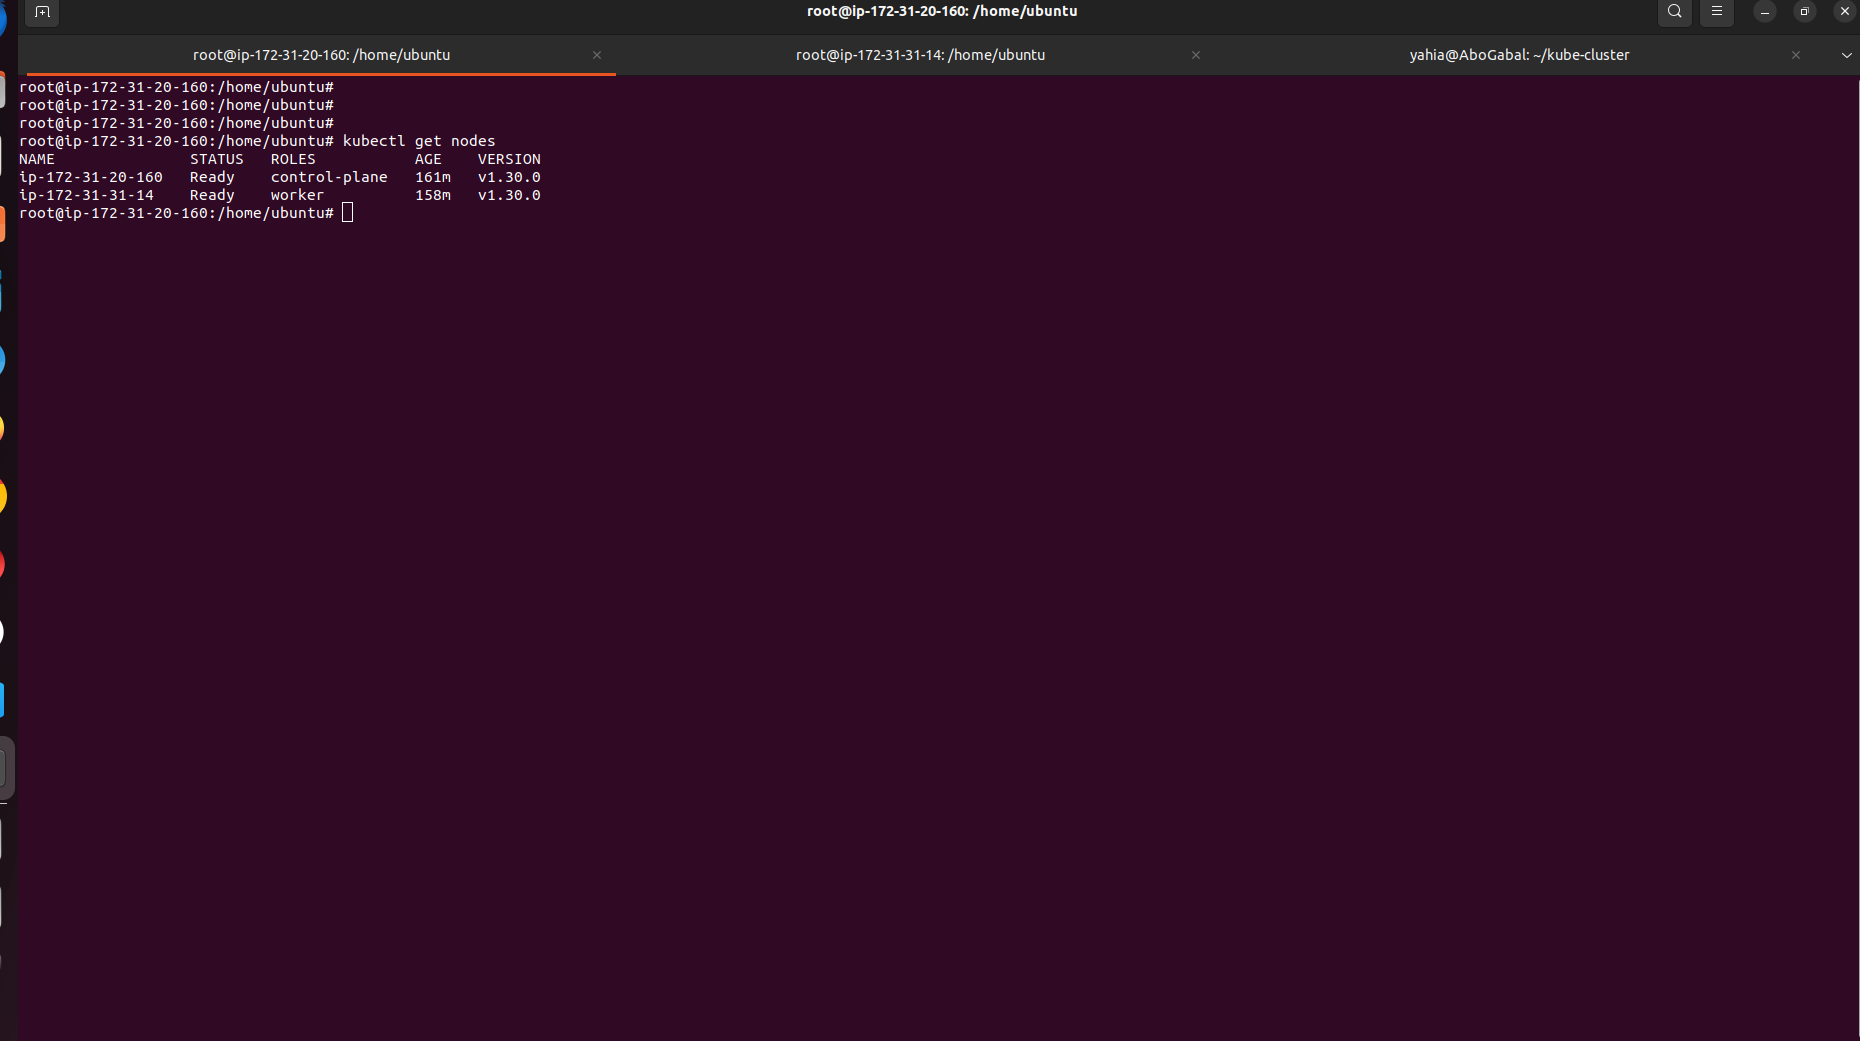 root@ip-172-31-20-160: /home/ubuntu
root@ip-172-31-20-160: /home/ubuntu
root@ip-172-31-31-14: /home/ubuntu
yahia@AboGabal: ~/kube-cluster
root@ip-172-31-20-160:/home/ubuntu#
root@ip-172-31-20-160:/home/ubuntu#
root@ip-172-31-20-160:/home/ubuntu#
root@ip-172-31-20-160:/home/ubuntu# kubectl get nodes
NAME STATUS ROLES AGE VERSION
ip-172-31-20-160 Ready control-plane 161m v1.30.0
ip-172-31-31-14 Ready worker 158m v1.30.0
root@ip-172-31-20-160:/home/ubuntu#